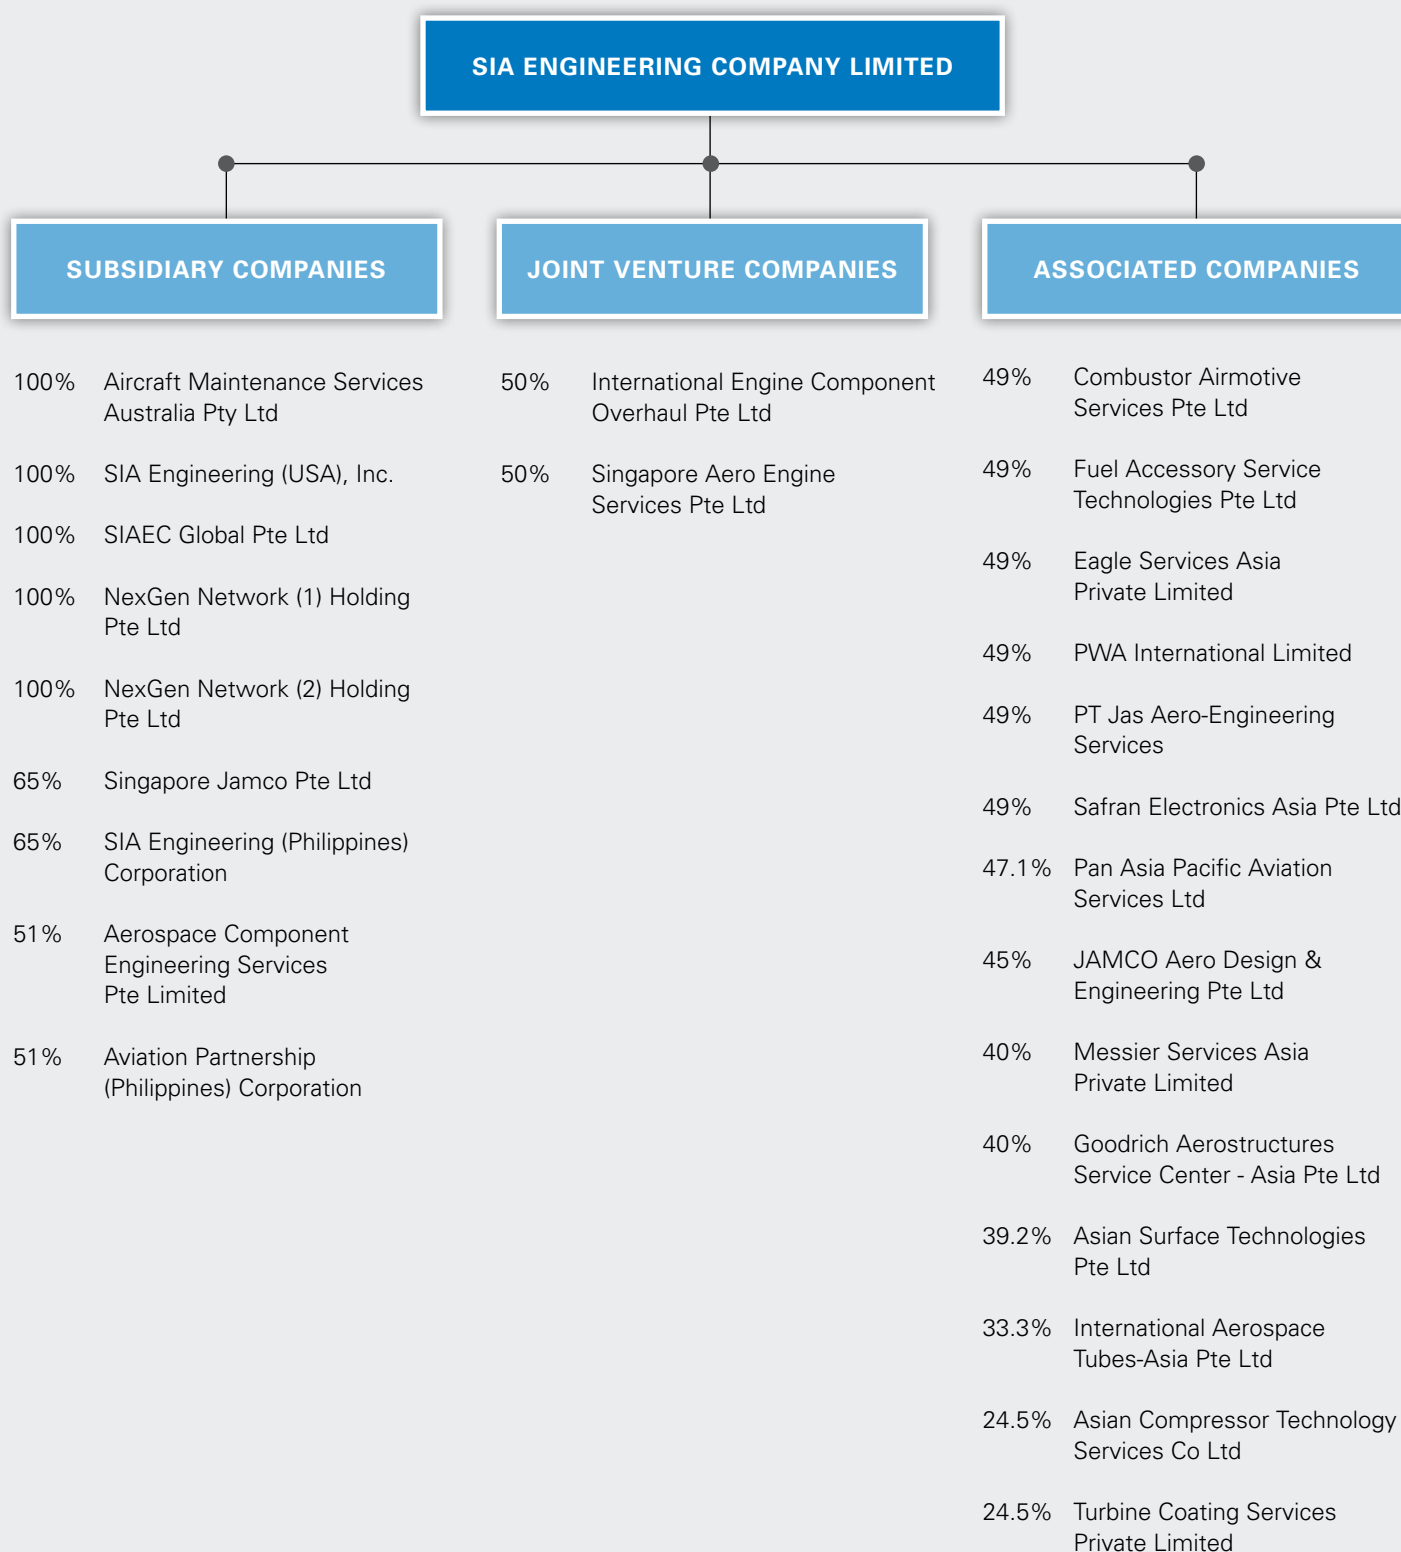 SIA ENGINEERING COMPANY LIMITED
SUBSIDIARY COMPANIES
100% Aircraft Maintenance Services
Australia Pty Ltd
100% SIA Engineering (USA), Inc.
100% SIAEC Global Pte Ltd
100% NexGen Network (1) Holding
Pte Ltd
100% NexGen Network (2) Holding
Pte Ltd
65% Singapore Jamco Pte Ltd
65% SIA Engineering (Philippines)
Corporation
51% Aerospace Component
Engineering Services
Pte Limited
51% Aviation Partnership
(Philippines) Corporation
JOINT VENTURE COMPANIES
50% International Engine Component
Overhaul Pte Ltd
50% Singapore Aero Engine
Services Pte Ltd
ASSOCIATED COMPANIES
49% Combustor Airmotive
Services Pte Ltd
49% Fuel Accessory Service
Technologies Pte Ltd
49% Eagle Services Asia
Private Limited
49% PWA International Limited
49% PT Jas Aero-Engineering
Services
49% Safran Electronics Asia Pte Ltd
47.1% Pan Asia Pacific Aviation
Services Ltd
45% JAMCO Aero Design &
Engineering Pte Ltd
40% Messier Services Asia
Private Limited
40% Goodrich Aerostructures
Service Center - Asia Pte Ltd
39.2% Asian Surface Technologies
Pte Ltd
33.3% International Aerospace
Tubes-Asia Pte Ltd
24.5% Asian Compressor Technology
Services Co Ltd
24.5% Turbine Coating Services
Private Limited